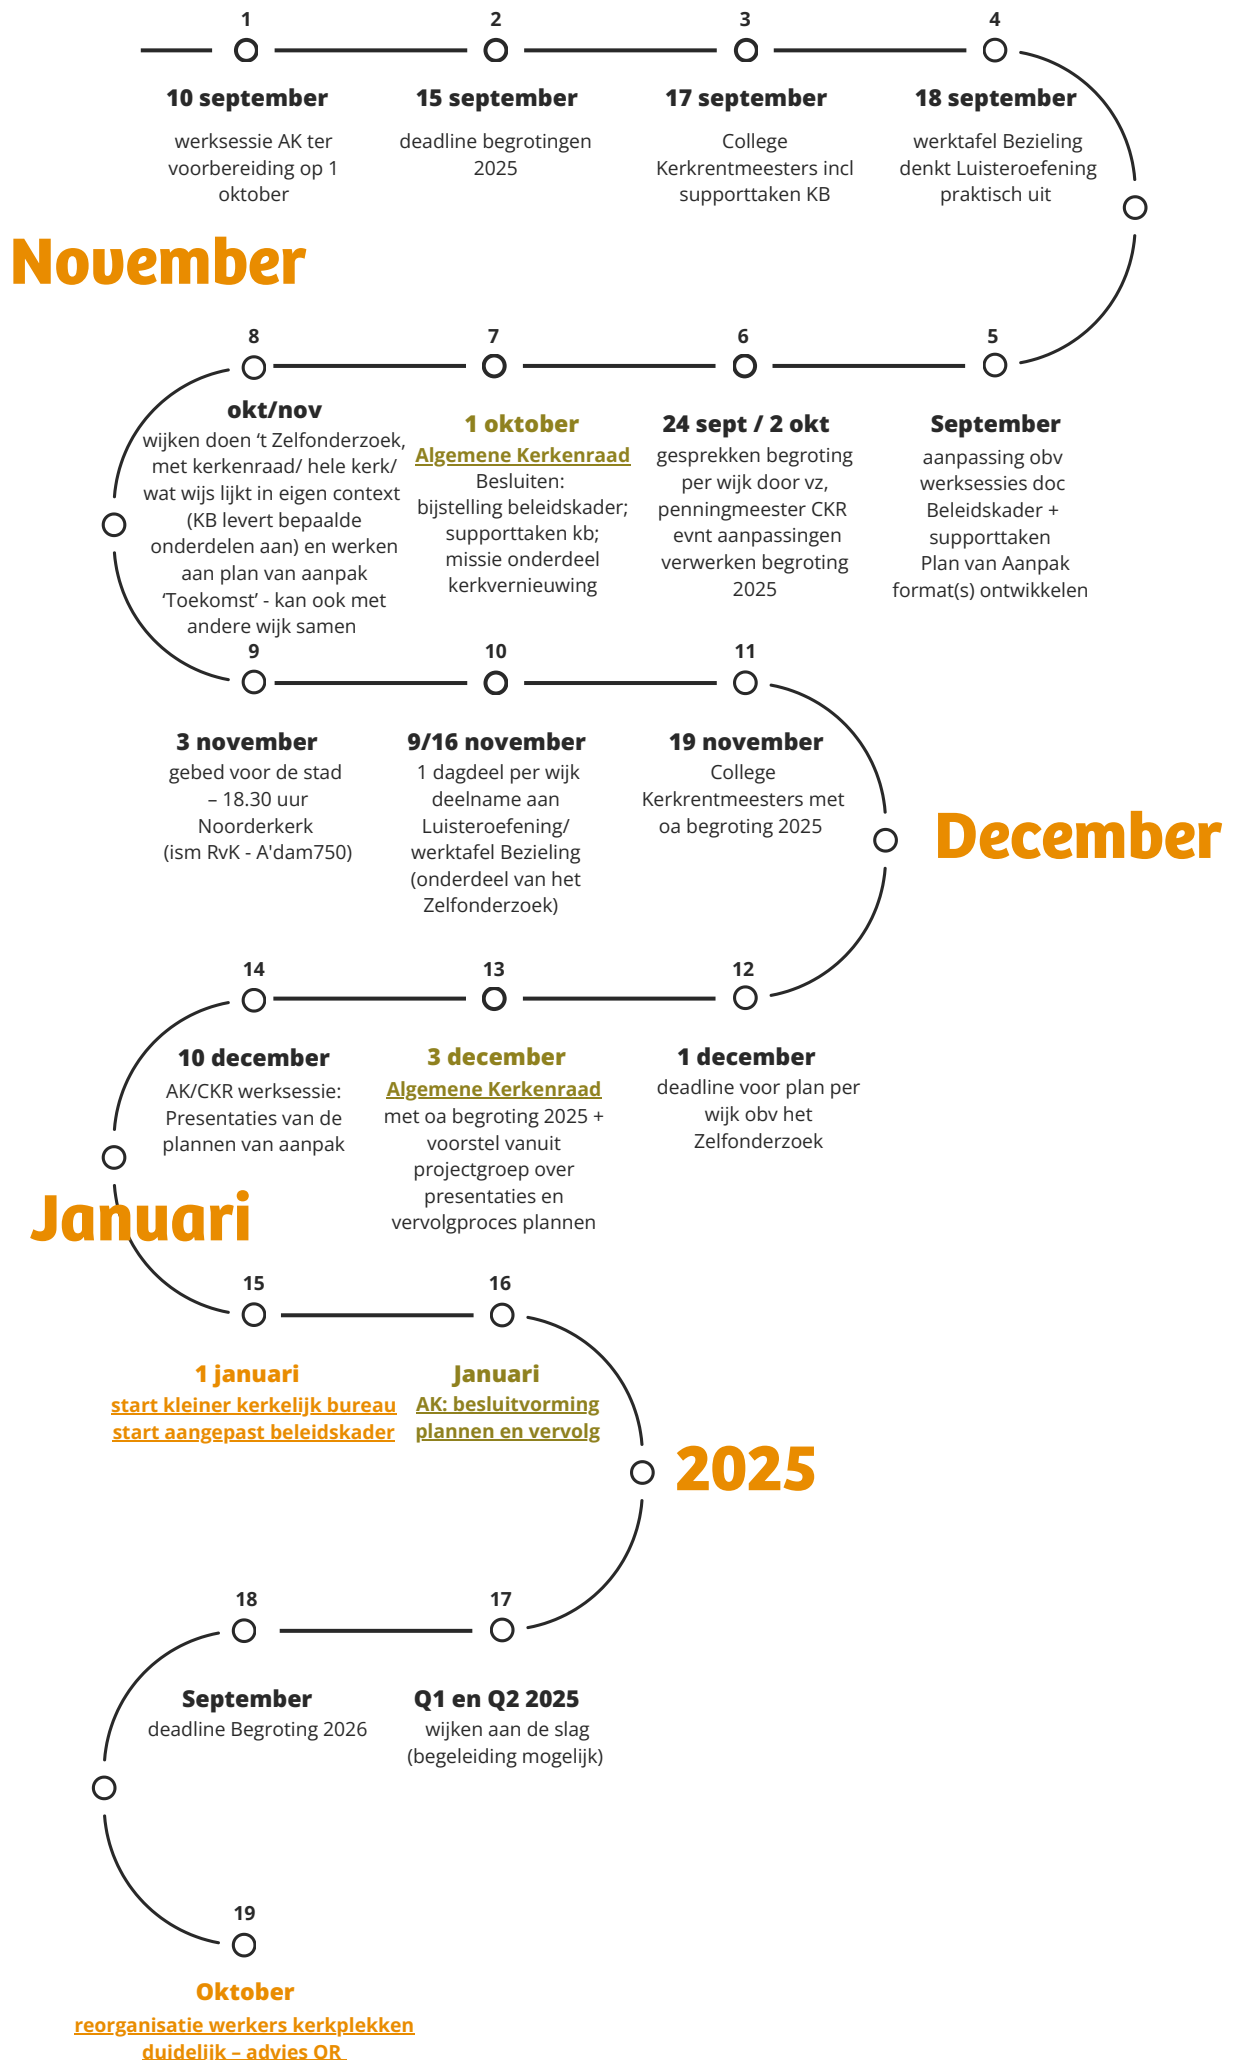 1
10 september
werksessie AK ter
voorbereiding op 1
oktober
2
15 september
deadline begrotingen
2025
3
17 september
College
Kerkrentmeesters incl
supporttaken KB
4
18 september
werktafel Bezieling
denkt Luisteroefening
praktisch uit
November
5
September
aanpassing obv
werksessies doc
Beleidskader +
supporttaken
Plan van Aanpak
format(s) ontwikkelen
6
24 sept / 2 okt
gesprekken begroting
per wijk door vz,
penningmeester CKR
evnt aanpassingen
verwerken begroting
2025
7
1 oktober
Algemene Kerkenraad
Besluiten:
bijstelling beleidskader;
supporttaken kb;
missie onderdeel
kerkvernieuwing
8
okt/nov
wijken doen ‘t Zelfonderzoek,
met kerkenraad/ hele kerk/
wat wijs lijkt in eigen context
(KB levert bepaalde
onderdelen aan) en werken
aan plan van aanpak
‘Toekomst’ - kan ook met
andere wijk samen
9
3 november
gebed voor de stad
– 18.30 uur
Noorderkerk
(ism RvK - A'dam750)
10
9/16 november
1 dagdeel per wijk
deelname aan
Luisteroefening/
werktafel Bezieling
(onderdeel van het
Zelfonderzoek)
11
19 november
College
Kerkrentmeesters met
oa begroting 2025
December
12
1 december
deadline voor plan per
wijk obv het
Zelfonderzoek
13
3 december
Algemene Kerkenraad
met oa begroting 2025 +
voorstel vanuit
projectgroep over
presentaties en
vervolgproces plannen
14
10 december
AK/CKR werksessie:
Presentaties van de
plannen van aanpak
Januari
15
1 januari
start kleiner kerkelijk bureau
start aangepast beleidskader
16
Januari
AK: besluitvorming
plannen en vervolg
2025
17
Q1 en Q2 2025
wijken aan de slag
(begeleiding mogelijk)
18
September
deadline Begroting 2026
19
Oktober
reorganisatie werkers kerkplekken
duidelijk – advies OR